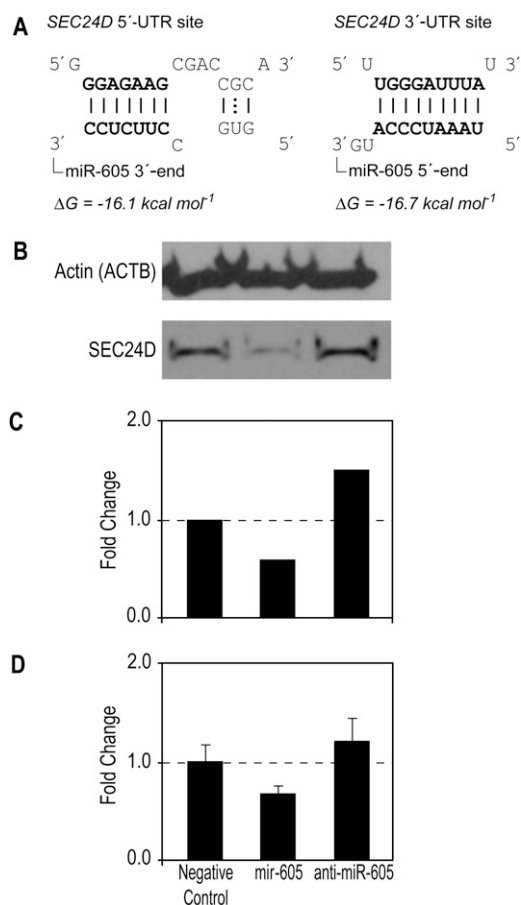 A
SEC24D 5´-UTR site
SEC24D 3´-UTR site
5´ G CGAC A 3´
GGAGAAG CGC
CCUCUUC GUG
3´ C 5´
miR-605 3´-end
ΔG = -16.1 kcal mol-1
5´ U U 3´
UGGGAUUUA
ACCCUAAAU
3´ GU 5´
miR-605 5´-end
ΔG = -16.7 kcal mol-1
B
Actin (ACTB)
SEC24D
C
Fold Change
2.0
1.0
0.0
D
Fold Change
2.0
1.0
0.0
Negative Control
mir-605
anti-miR-605